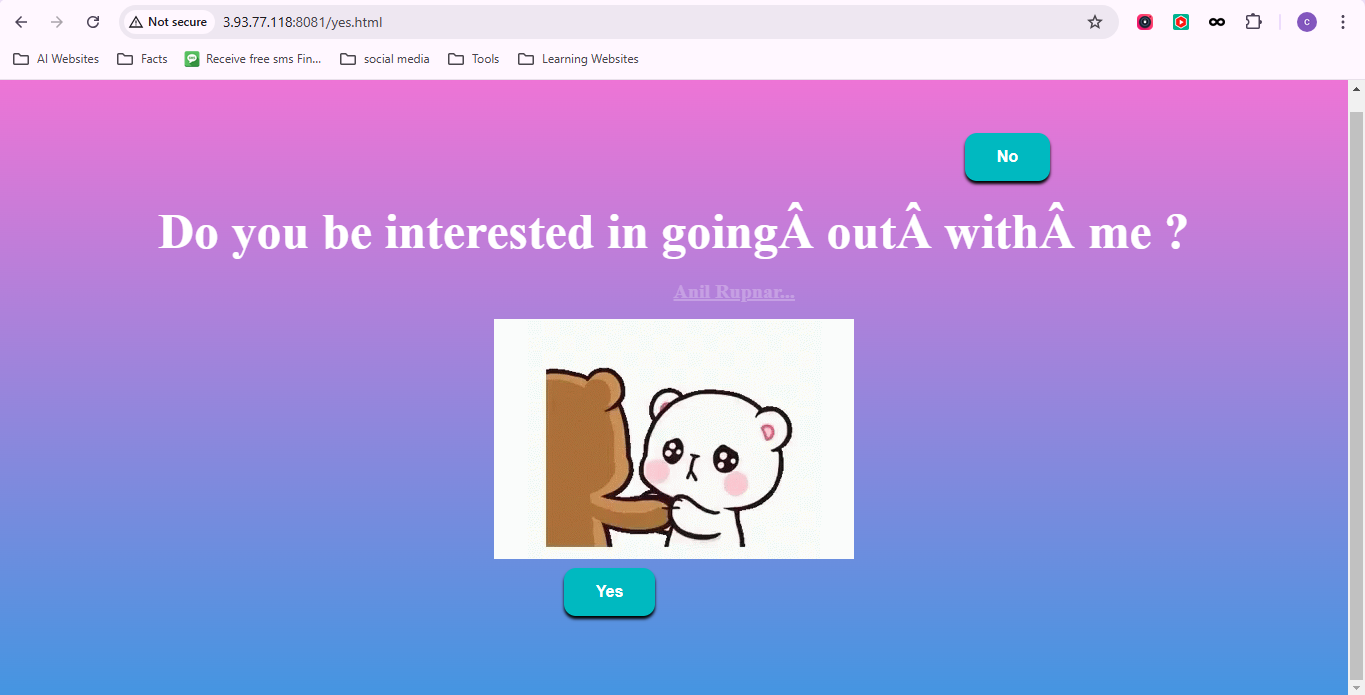 Not secure
3.93.77.118:8081/yes.html
c
AI Websites
Facts
Receive free sms Fin...
social media
Tools
Learning Websites
No
Do you be interested in goingÂ outÂ withÂ me ?
Anil Rupnar...
Yes